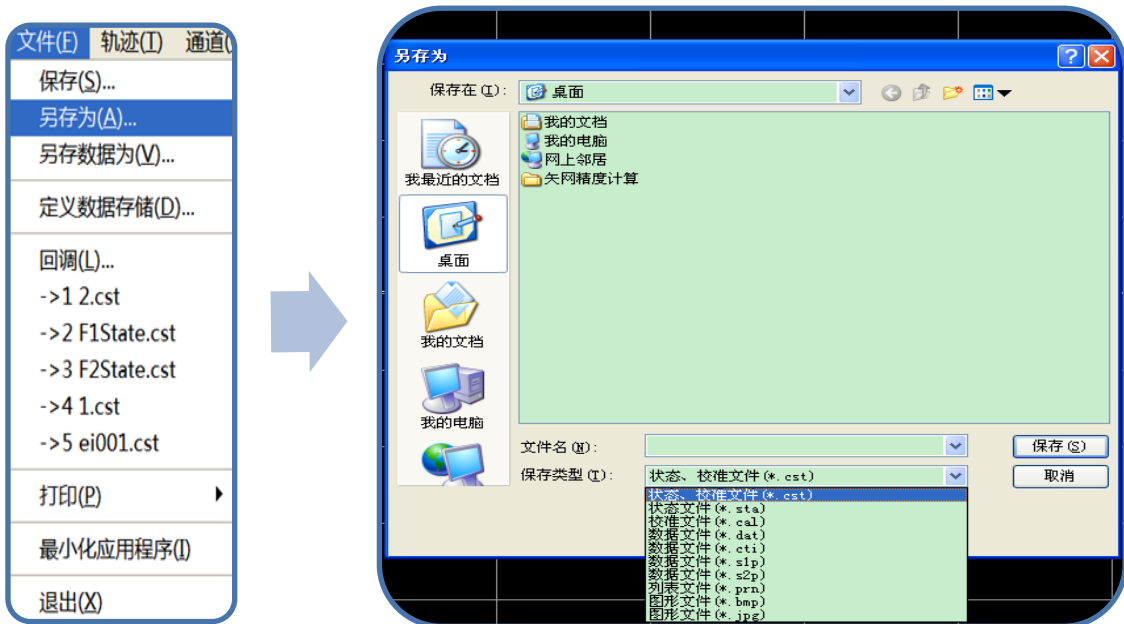 文件(F) 轨迹(T) 通道(
保存(S)...
另存为(A)...
另存数据为(V)...
定义数据存储(D)...
回调(L)...
->1 2.cst
->2 F1State.cst
->3 F2State.cst
->4 1.cst
->5 ei001.cst
打印(P)
最小化应用程序(I)
退出(X)
另存为
保存在(I):
桌面
我的文档
我的电脑
网上邻居
矢网精度计算
我最近的文档
桌面
我的文档
我的电脑
文件名(N):
保存(S)
保存类型(T):
状态、校准文件(*.cst)
取消
状态、校准文件(*.cst)
状态文件(*.sta)
校准文件(*.cal)
数据文件(*.dat)
数据文件(*.cti)
数据文件(*.s1p)
数据文件(*.s2p)
列表文件(*.prn)
图形文件(*.bmp)
图形文件(*.jpg)